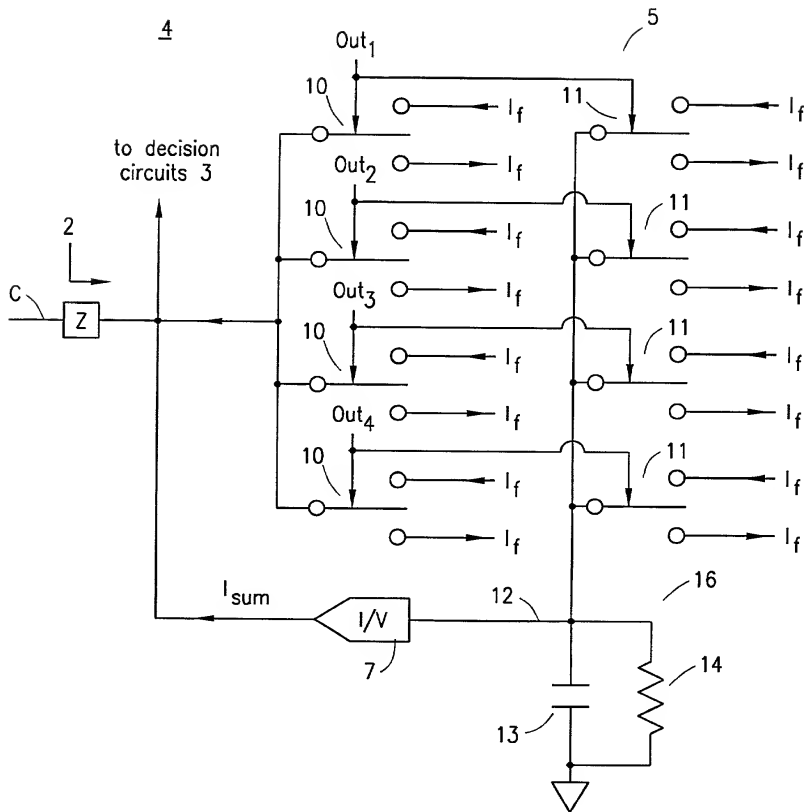 4
5
Out1
10
11
If
If
If
If
to decision
circuits 3
Out2
10
11
If
If
If
If
2
C
Z
Out3
10
11
If
If
If
If
Out4
10
11
If
If
If
If
Isum
I/V
7
12
16
13
14